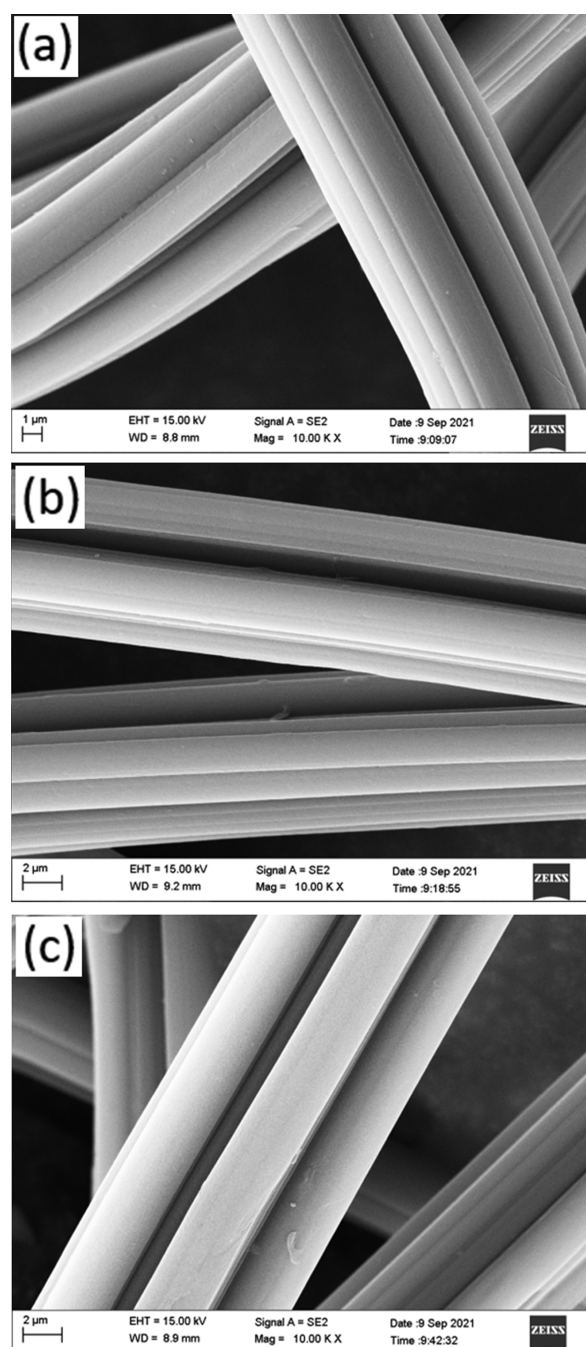 (a)
1 µm
EHT = 15.00 kV
Signal A = SE2
Date :9 Sep 2021
WD = 8.8 mm
Mag = 10.00 K X
Time :9:09:07
ZEISS
(b)
2 µm
EHT = 15.00 kV
Signal A = SE2
Date :9 Sep 2021
WD = 9.2 mm
Mag = 10.00 K X
Time :9:18:55
ZEISS
(c)
2 µm
EHT = 15.00 kV
Signal A = SE2
Date :9 Sep 2021
WD = 8.9 mm
Mag = 10.00 K X
Time :9:42:32
ZEISS